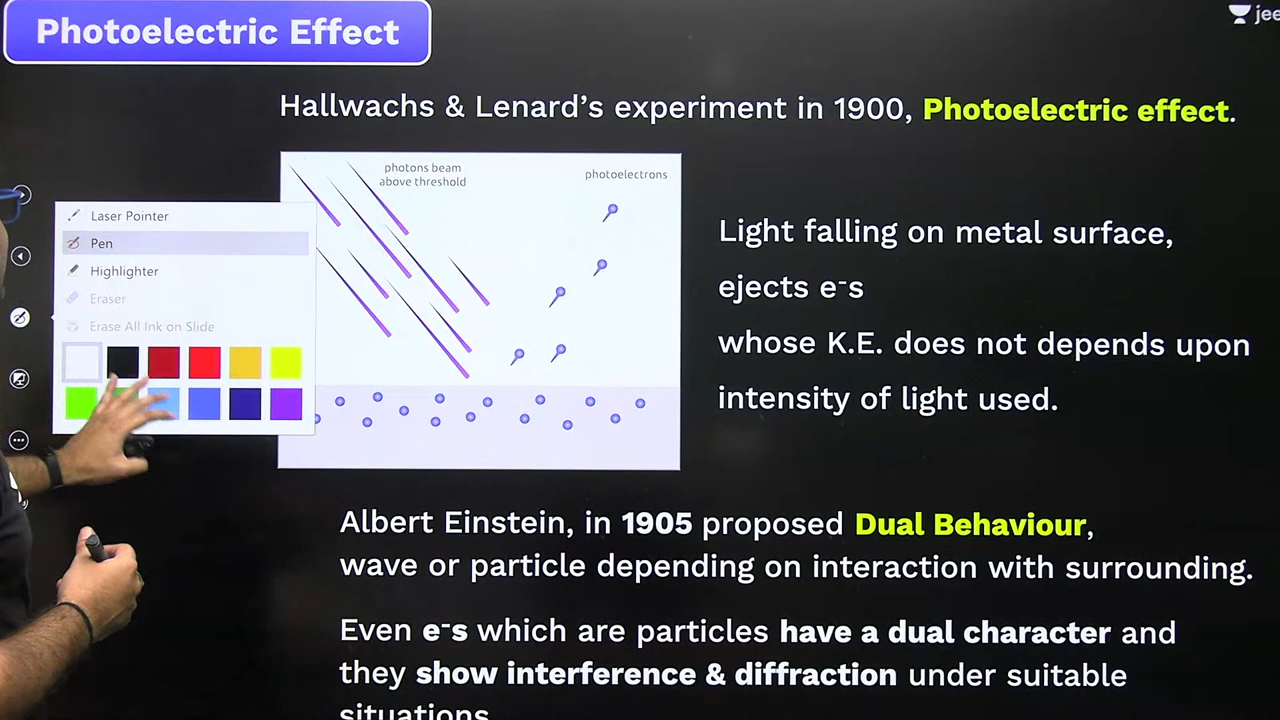 Photoelectric Effect
jee
Hallwachs & Lenard's experiment in 1900, Photoelectric effect.
photons beam
above threshold
photoelectrons
Laser Pointer
Pen
Highlighter
Eraser
Erase All Ink on Slide
Light falling on metal surface,
ejects e⁻s
whose K.E. does not depends upon
intensity of light used.
Albert Einstein, in 1905 proposed Dual Behaviour,
wave or particle depending on interaction with surrounding.
Even e⁻s which are particles have a dual character and
they show interference & diffraction under suitable
situations